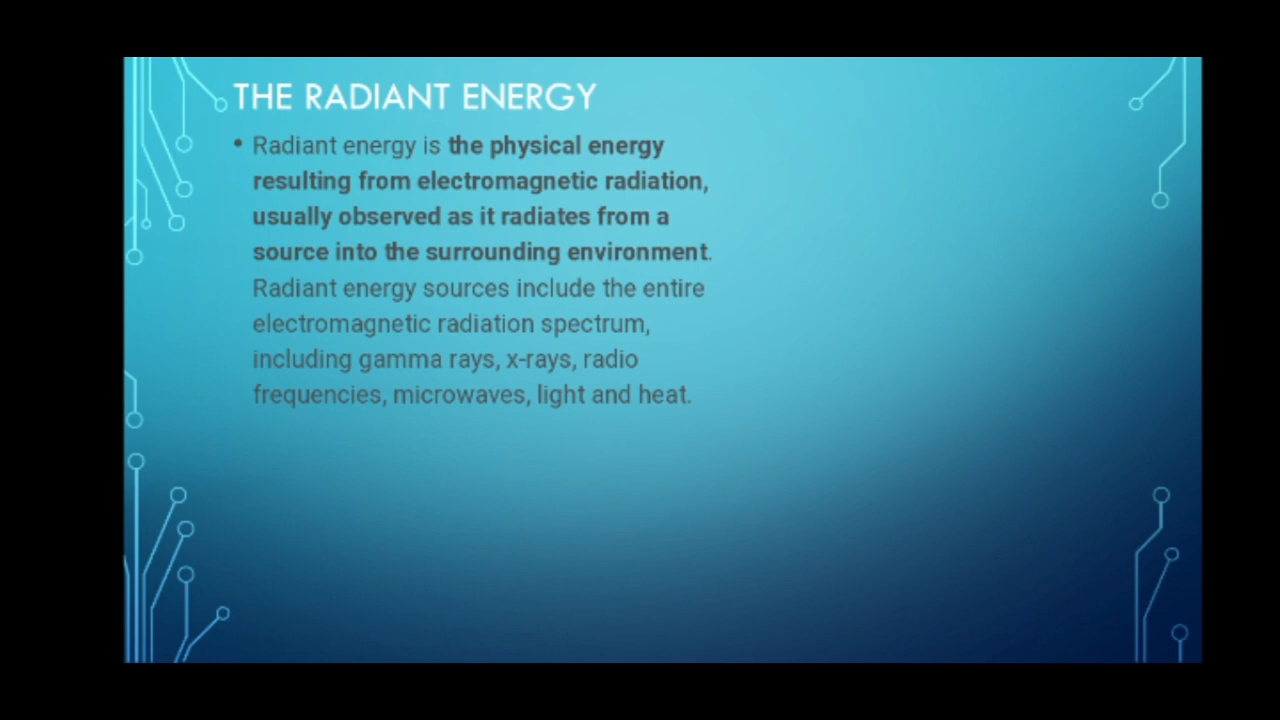 THE RADIANT ENERGY
• Radiant energy is the physical energy
resulting from electromagnetic radiation,
usually observed as it radiates from a
source into the surrounding environment.
Radiant energy sources include the entire
electromagnetic radiation spectrum,
including gamma rays, x-rays, radio
frequencies, microwaves, light and heat.